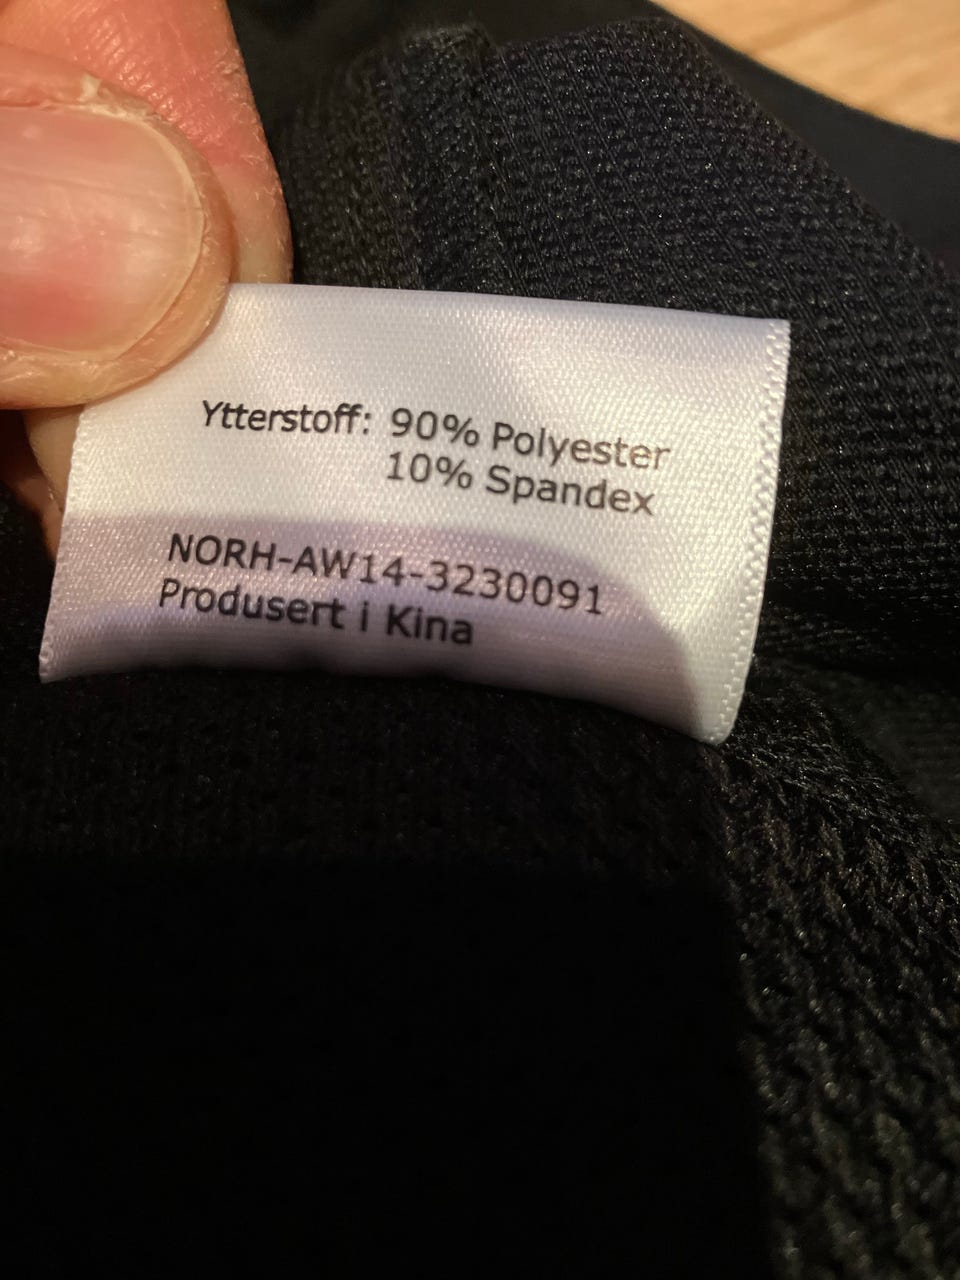 Ytterstoff: 90% Polyester
10% Spandex
NORH-AW14-3230091
Produsert i Kina